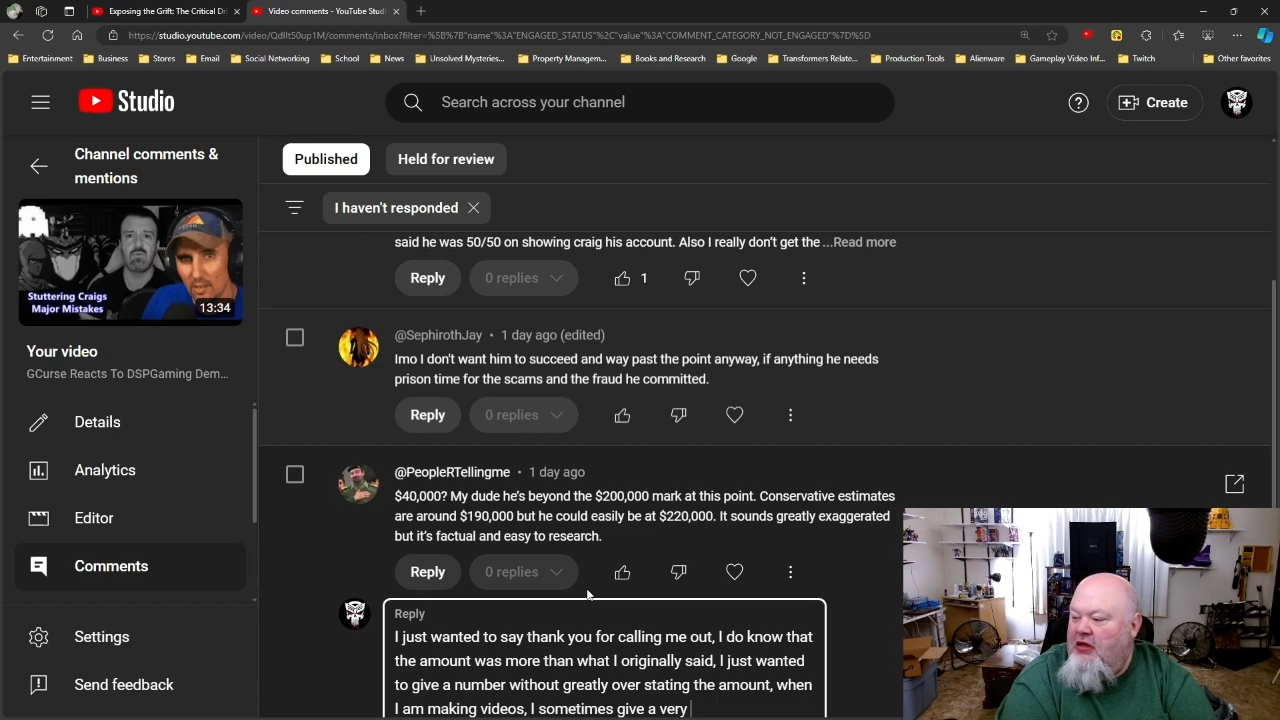 Exposing the Grift: The Critical Dr
Video comments - YouTube Studi
https://studio.youtube.com/video/QdIlt50up1M/comments/inbox?filter=%5B%7B"name"%3A"ENGAGED_STATUS"%2C"value"%3A"COMMENT_CATEGORY_NOT_ENGAGED"%7D%5D
Entertainment Business Stores Email Social Networking School News Unsolved Mysteries... Property Managem... Books and Research Google Transformers Relate... Production Tools Alienware Gameplay Video Inf... Twitch Other favorites
Studio
Search across your channel
Create
Channel comments &
mentions
Stuttering Craigs
Major Mistakes
13:34
Your video
GCurse Reacts To DSPGaming Dem...
Details
Analytics
Editor
Comments
Settings
Send feedback
Published Held for review
I haven't responded
said he was 50/50 on showing craig his account. Also I really don't get the ...Read more
Reply 0 replies 1
@SephirothJay • 1 day ago (edited)
Imo I don't want him to succeed and way past the point anyway, if anything he needs
prison time for the scams and the fraud he committed.
Reply 0 replies
@PeopleRTellingme • 1 day ago
$40,000? My dude he's beyond the $200,000 mark at this point. Conservative estimates
are around $190,000 but he could easily be at $220,000. It sounds greatly exaggerated
but it's factual and easy to research.
Reply 0 replies
Reply
I just wanted to say thank you for calling me out, I do know that
the amount was more than what I originally said, I just wanted
to give a number without greatly over stating the amount, when
I am making videos, I sometimes give a very